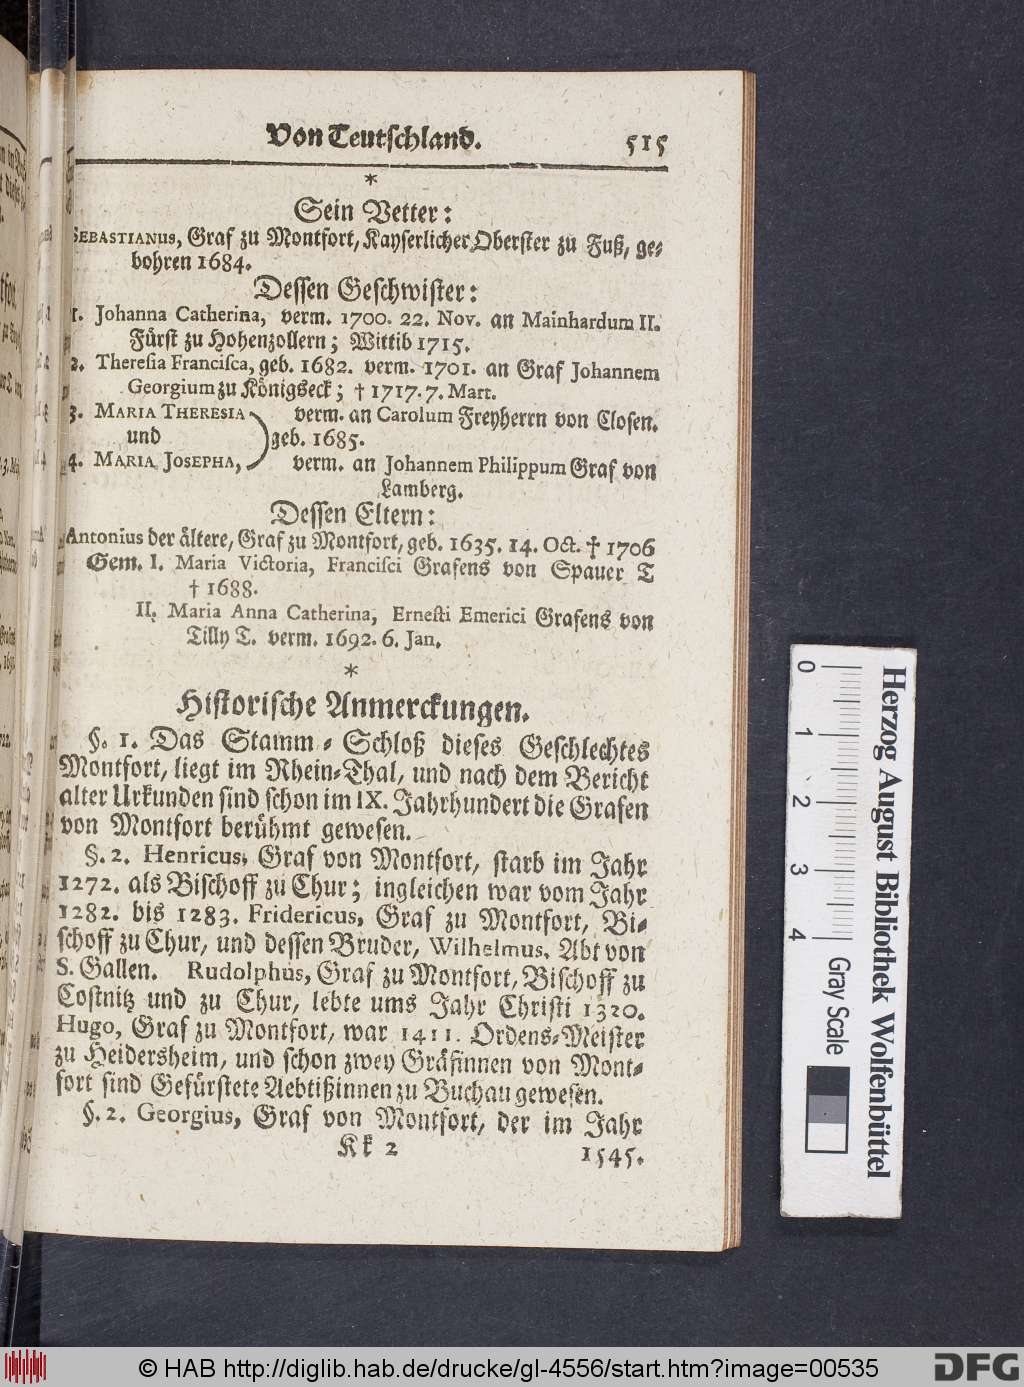 Von Teutschland. 515
*
Sein Vetter:
SEBASTIANUS, Graf zu Montfort, Kayserlicher Oberster zu Fuß, ge-
bohren 1684.
Dessen Geschwister:
1. Johanna Catherina, verm. 1700. 22. Nov. an Mainhardum II.
Fürst zu Hohenzollern; Wittib 1715.
2. Theresia Francisca, geb. 1682. verm. 1701. an Graf Johannem
Georgium zu Königseck; † 1717. 7. Mart.
3. MARIA THERESIA verm. an Carolum Freyherrn von Closen.
und geb. 1685.
4. MARIA JOSEPHA, verm. an Johannem Philippum Graf von
Lamberg.
Dessen Eltern:
Antonius der ältere, Graf zu Montfort, geb. 1635. 14. Oct. † 1706
Gem. I. Maria Victoria, Francisci Grafens von Spauer T
† 1688.
II. Maria Anna Catherina, Ernesti Emerici Grafens von
Tilly T. verm. 1692. 6. Jan.
*
Historische Anmerckungen.
§. 1. Das Stamm-Schloß dieses Geschlechtes
Montfort, liegt im Rhein-Thal, und nach dem Bericht
alter Urkunden sind schon im IX. Jahrhundert die Grafen
von Montfort berühmt gewesen.
§. 2. Henricus, Graf von Montfort, starb im Jahr
1272. als Bischoff zu Chur; ingleichen war vom Jahr
1282. bis 1283. Fridericus, Graf zu Montfort, Bi-
schoff zu Chur, und dessen Bruder, Wilhelmus, Abt von
S. Gallen. Rudolphus, Graf zu Montfort, Bischoff zu
Costnitz und zu Chur, lebte ums Jahr Christi 1320.
Hugo, Graf zu Montfort, war 1411. Ordens-Meister
zu Heidersheim, und schon zwey Gräfinnen von Mont-
fort sind Gefürstete Aebtißinnen zu Buchau gewesen.
§. 2. Georgius, Graf von Montfort, der im Jahr
Kk 2 1545.
0 1 2 3 4
Gray Scale
Herzog August Bibliothek Wolfenbüttel
© HAB http://diglib.hab.de/drucke/gl-4556/start.htm?image=00535
DFG